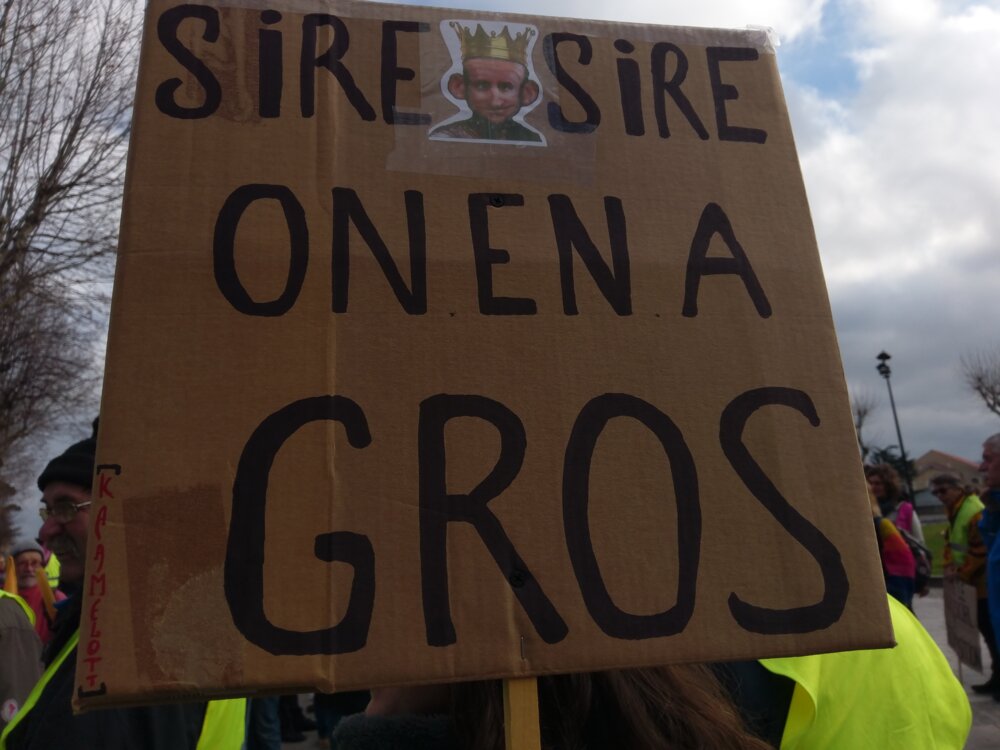 SiRE SiRE
ON EN A
GROS
[KAAMELOTT]